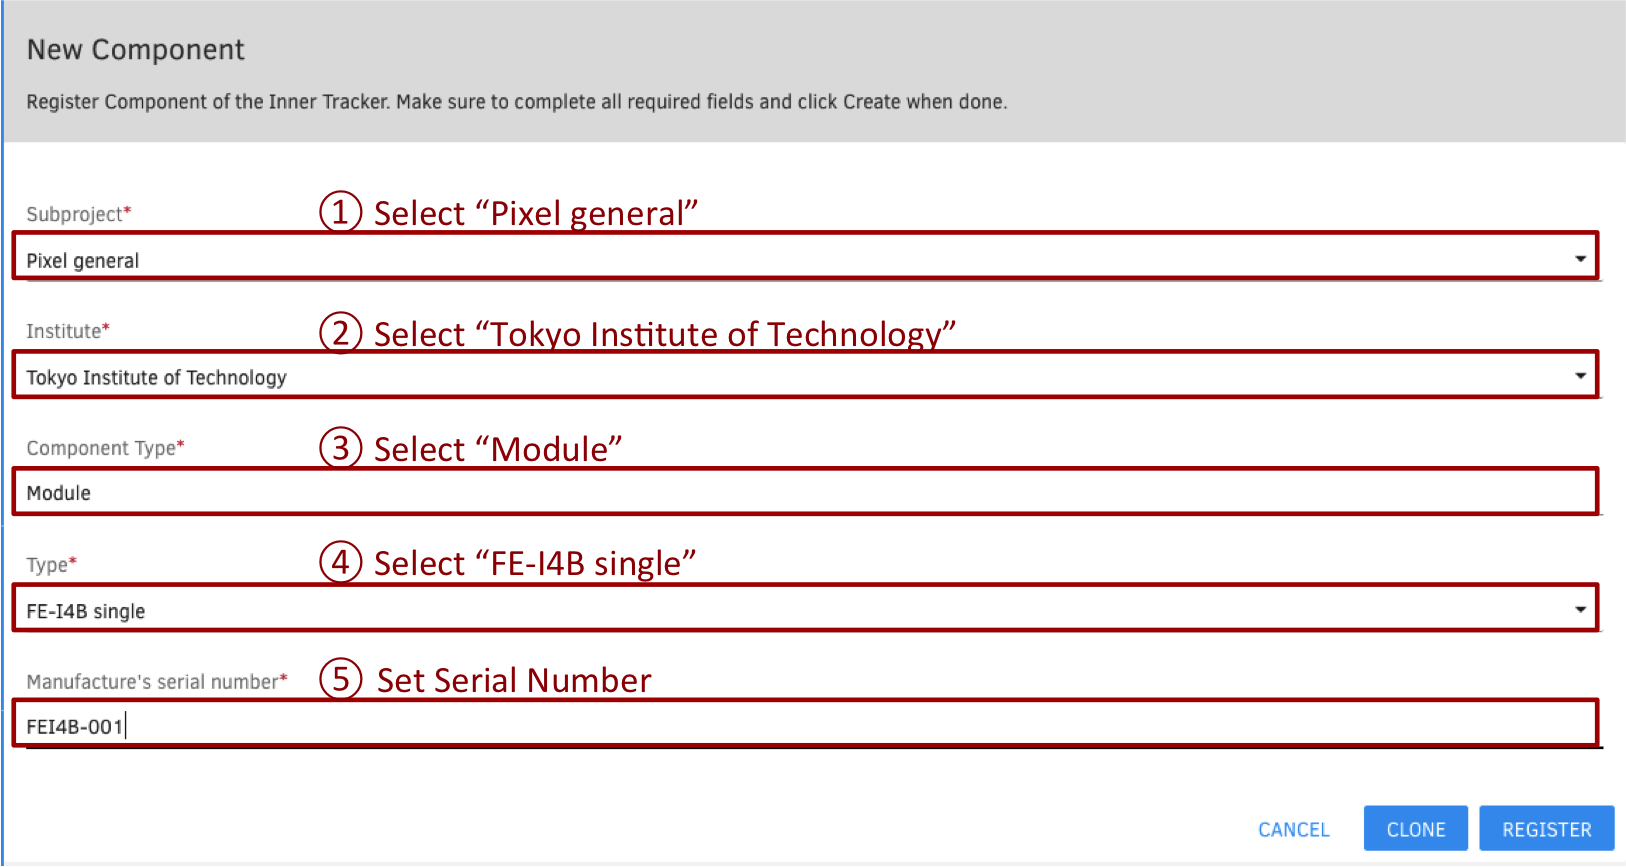 New Component
Register Component of the Inner Tracker. Make sure to complete all required fields and click Create when done.
Subproject*
① Select “Pixel general”
Pixel general
Institute*
② Select “Tokyo Institute of Technology”
Tokyo Institute of Technology
Component Type*
③ Select “Module”
Module
Type*
④ Select “FE-I4B single”
FE-I4B single
Manufacture's serial number*
⑤ Set Serial Number
FEI4B-001
CANCEL
CLONE
REGISTER